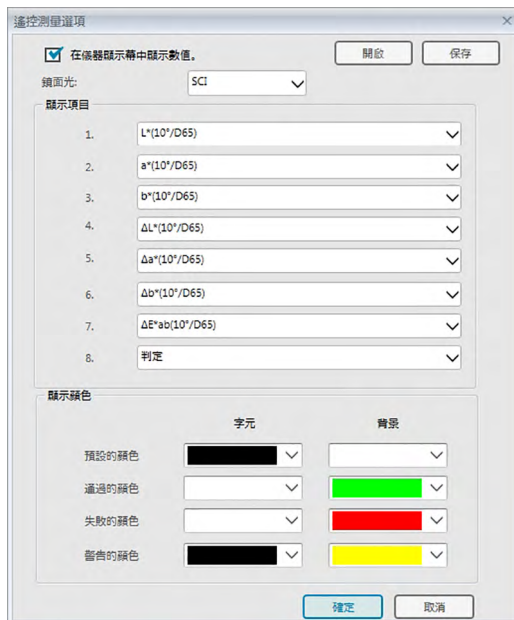 遙控測量選項
在儀器顯示幕中顯示數值。 開啟 保存
鏡面光: SCI
顯示項目
1. L*(10°/D65)
2. a*(10°/D65)
3. b*(10°/D65)
4. ΔL*(10°/D65)
5. Δa*(10°/D65)
6. Δb*(10°/D65)
7. ΔE*ab(10°/D65)
8. 判定
顯示顏色
字元 背景
預設的顏色
通過的顏色
失敗的顏色
警告的顏色
確定 取消